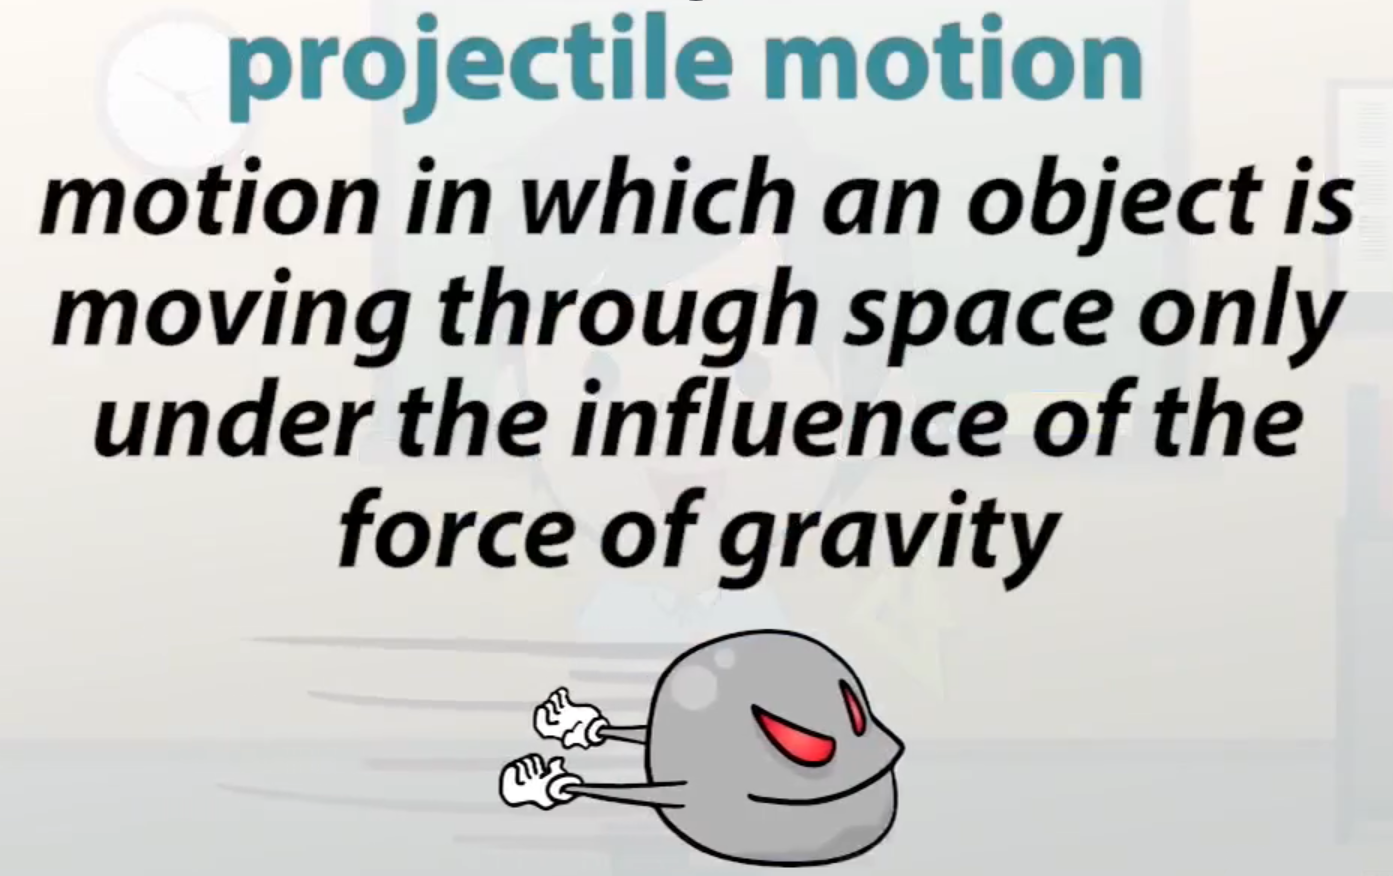 projectile motion
motion in which an object is
moving through space only
under the influence of the
force of gravity